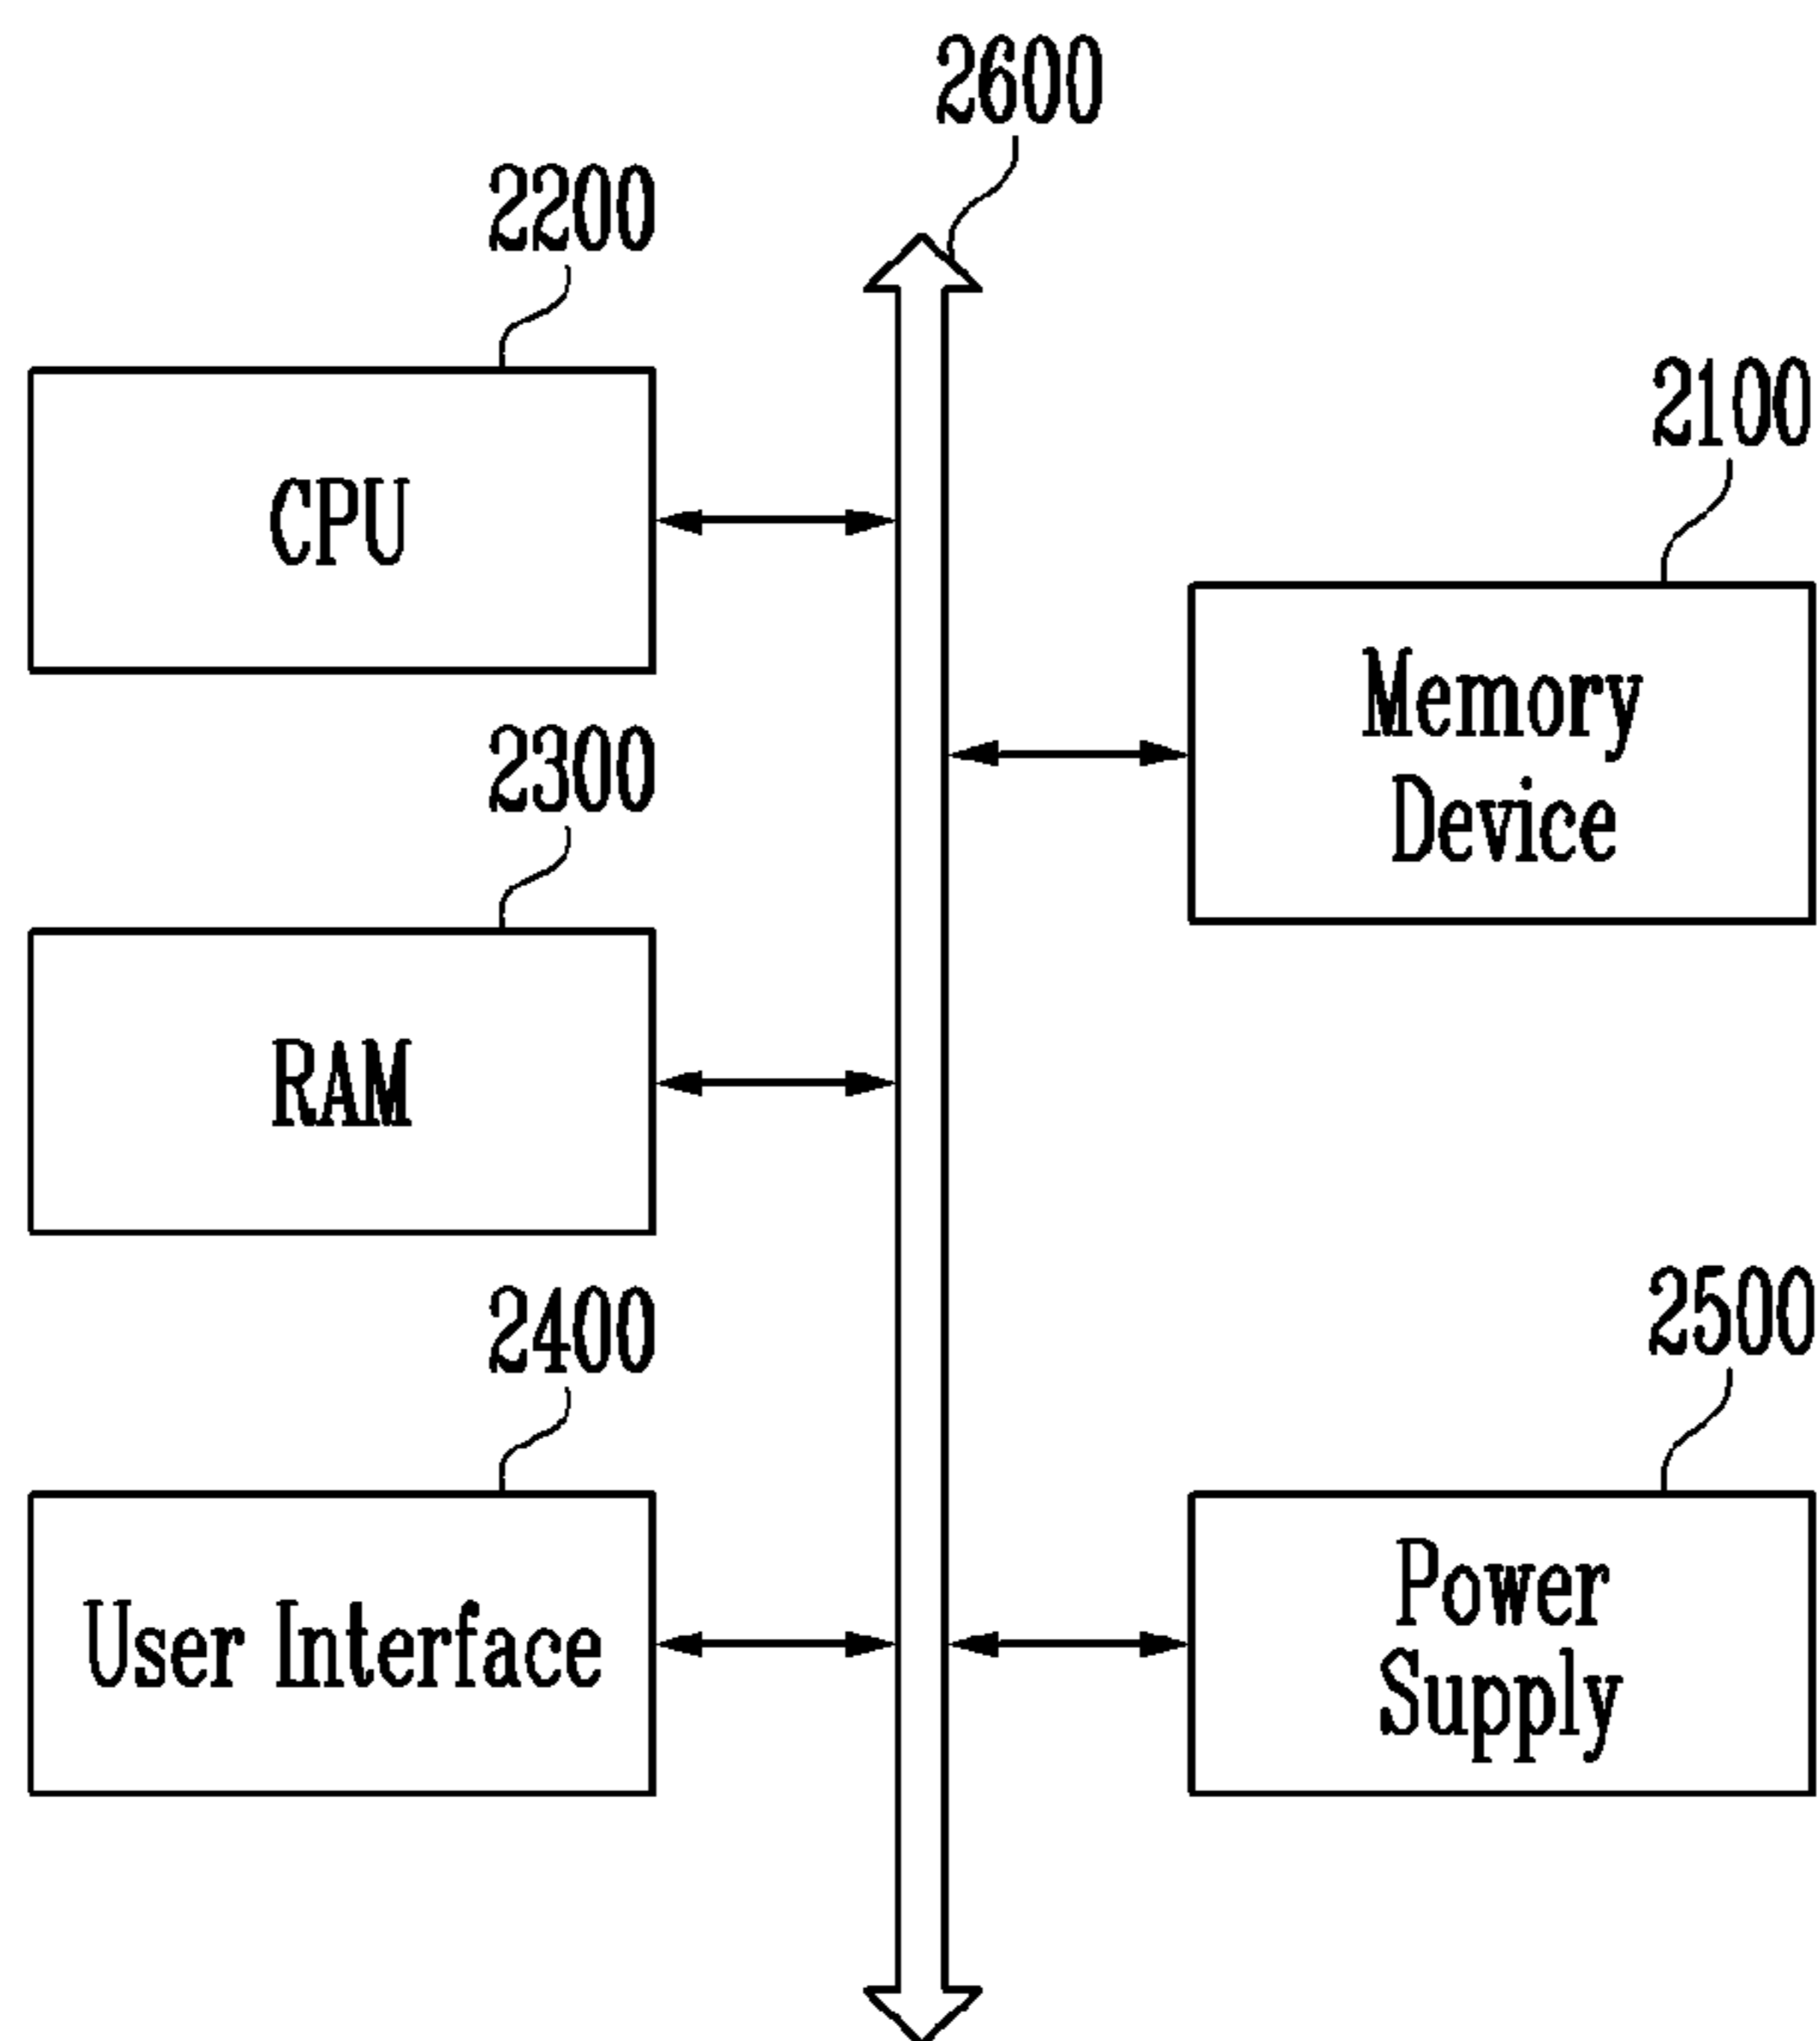 2600
2200
CPU
2100
Memory
Device
2300
RAM
2400
User Interface
2500
Power
Supply